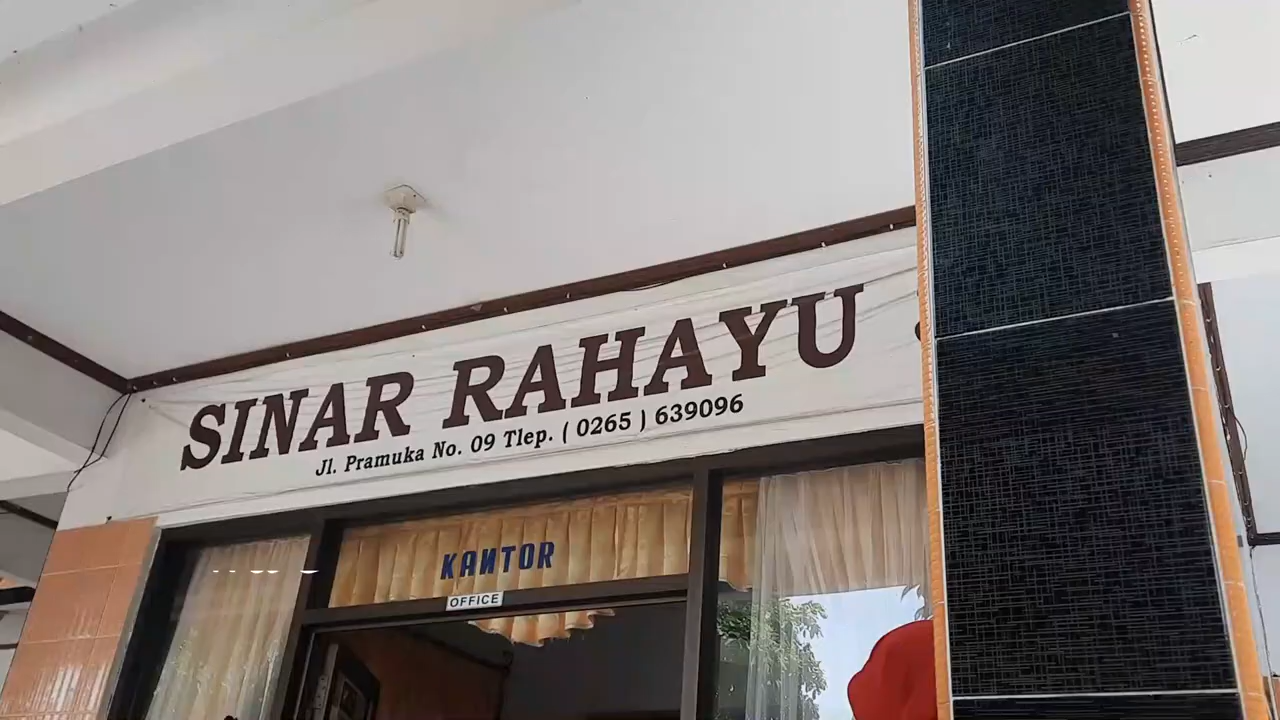 SINAR RAHAYU
Jl. Pramuka No. 09 Tlep. ( 0265 ) 639096
KANTOR
OFFICE